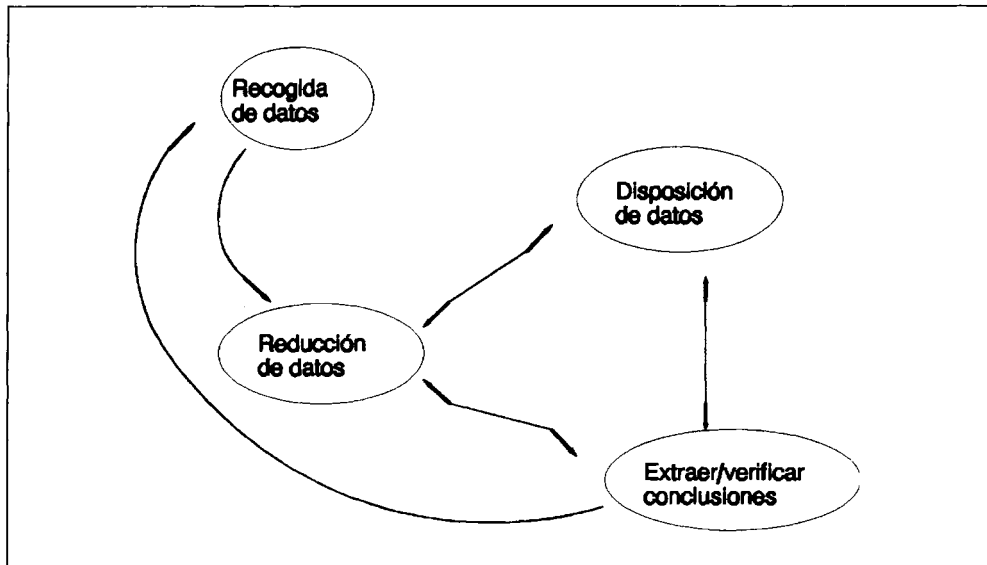 Recogida
de datos
Disposición
de datos
Reducción
de datos
Extraer/verificar
conclusiones